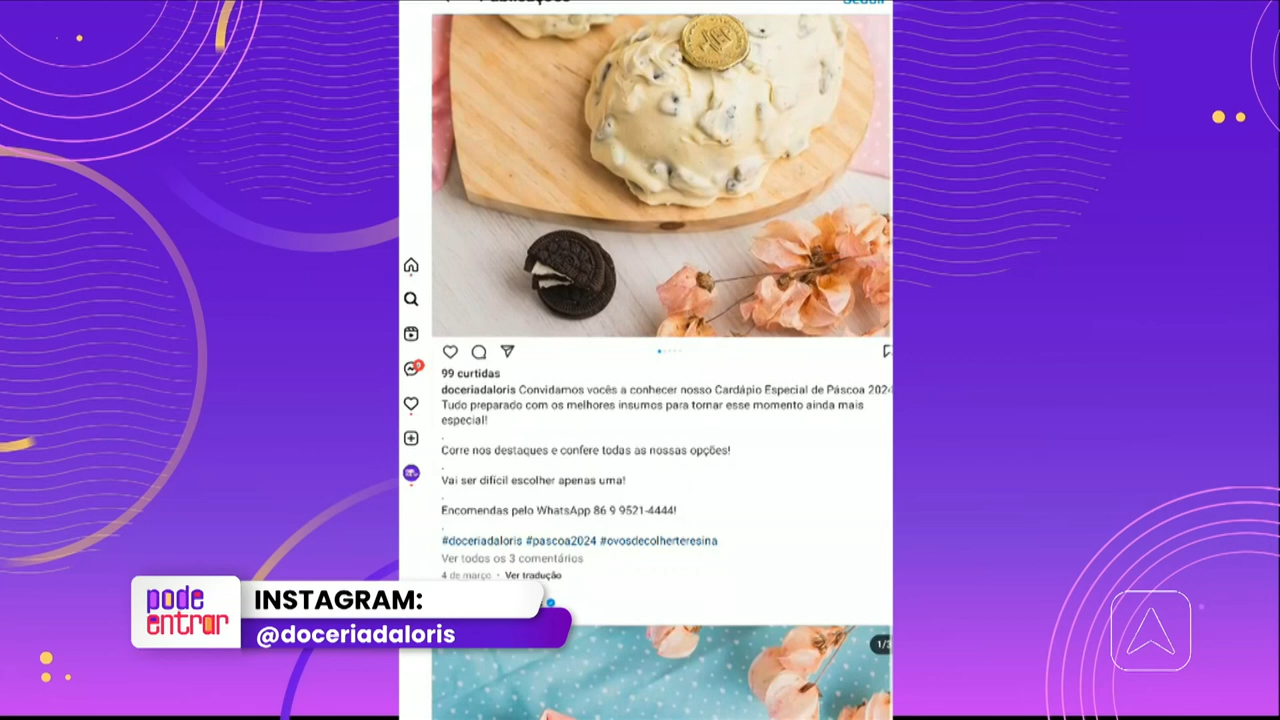 Seguir
99 curtidas
doceriadaloris Convidamos vocês a conhecer nosso Cardápio Especial de Páscoa 2024
Tudo preparado com os melhores insumos para tornar esse momento ainda mais
especial!
.
Corre nos destaques e confere todas as nossas opções!
.
Vai ser difícil escolher apenas uma!
.
Encomendas pelo WhatsApp 86 9 9521-4444!
.
#doceriadaloris #pascoa2024 #ovosdecolherteresina
Ver todos os 3 comentários
4 de março · Ver tradução
pode
entrar
INSTAGRAM:
@doceriadaloris